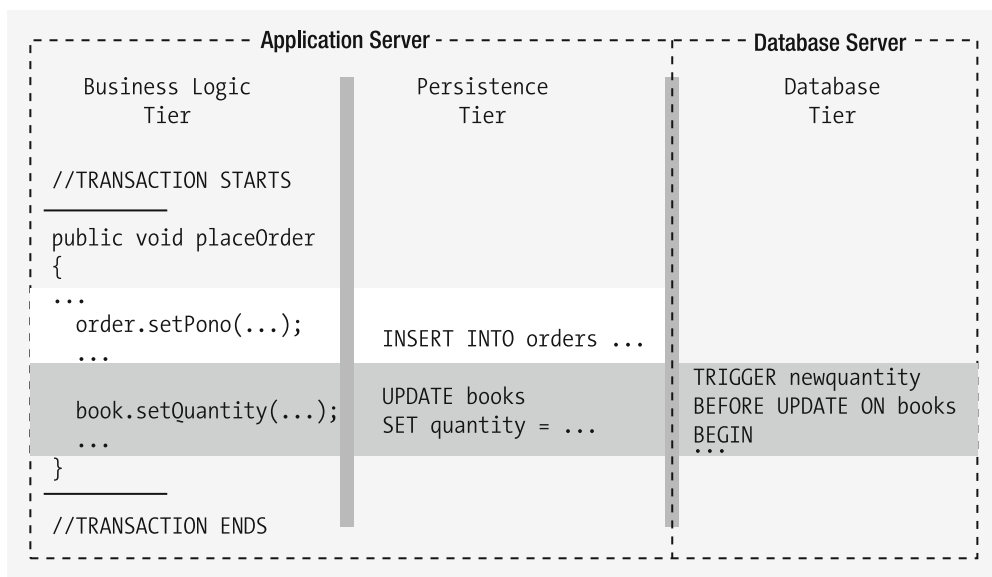 Application Server
Database Server
Business Logic
Tier
Persistence
Tier
Database
Tier
//TRANSACTION STARTS
public void placeOrder
{
...
order.setPono(...);
...
INSERT INTO orders ...
book.setQuantity(...);
...
UPDATE books
SET quantity = ...
TRIGGER newquantity
BEFORE UPDATE ON books
BEGIN
...
}
//TRANSACTION ENDS